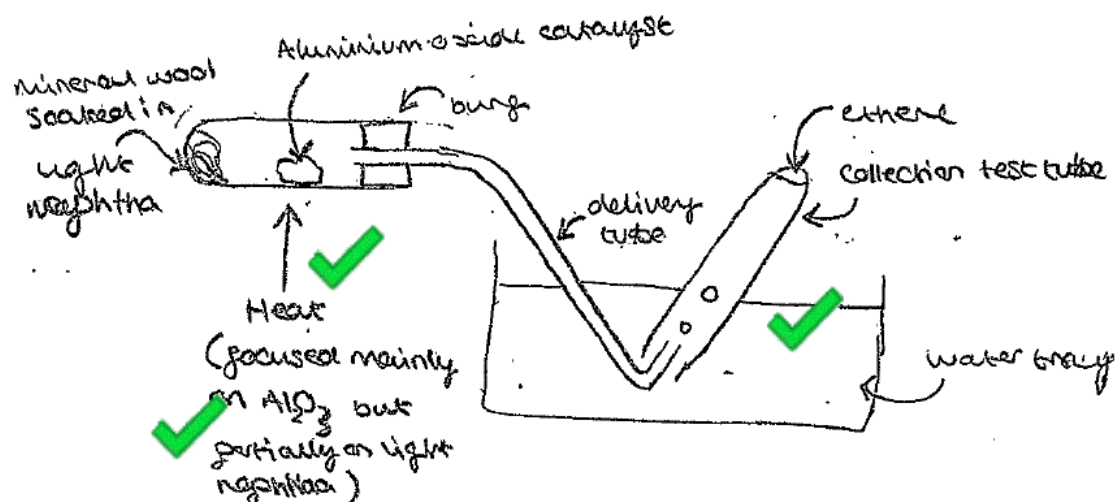 Aluminium oxide catalyst
mineral wool
soaked in
light
naphtha
bung
ethene
collection test tube
delivery
tube
Heat
(focused mainly
on Al2O3 but
partially on light
naphtha)
water tray